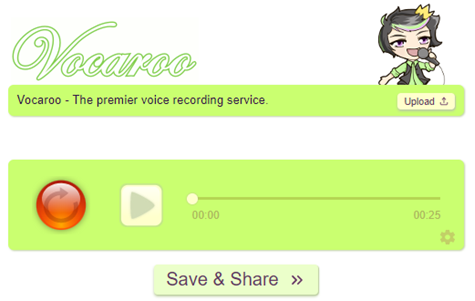 Vocaroo
Vocaroo - The premier voice recording service.
Upload
00:00
00:25
Save & Share »